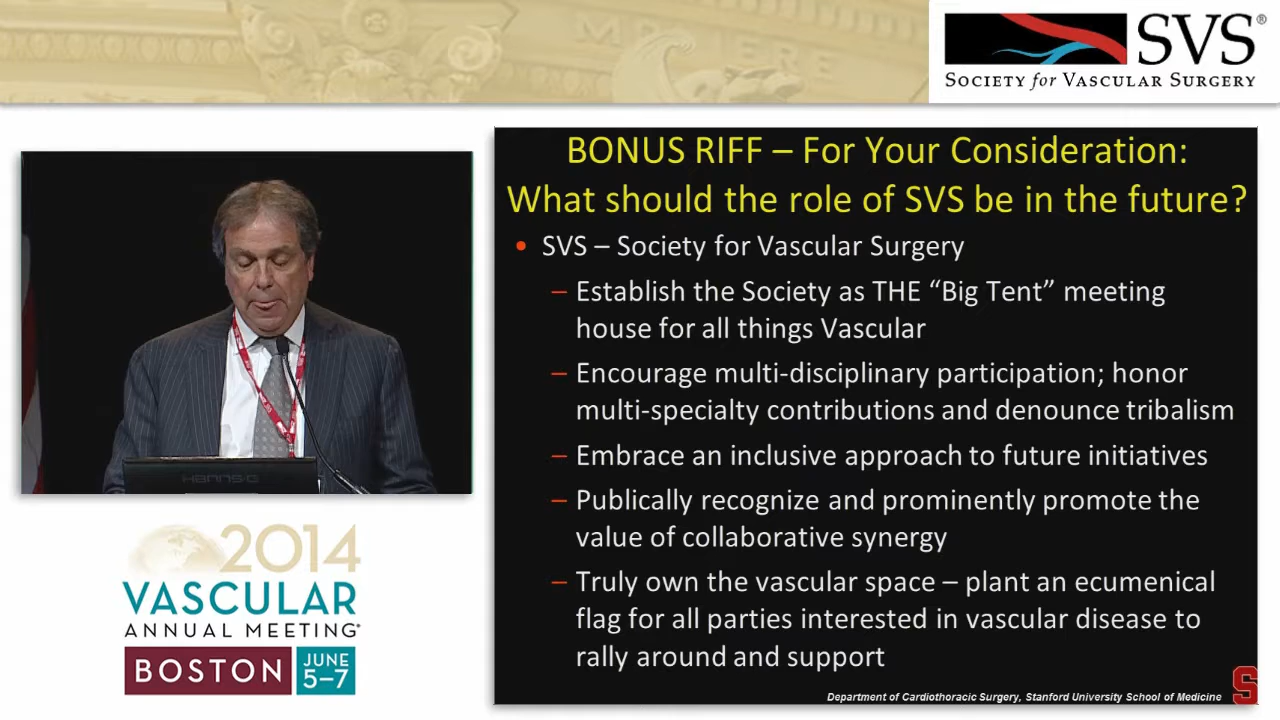 SVS®
SOCIETY for VASCULAR SURGERY
BONUS RIFF – For Your Consideration:
What should the role of SVS be in the future?
• SVS – Society for Vascular Surgery
– Establish the Society as THE “Big Tent” meeting
house for all things Vascular
– Encourage multi-disciplinary participation; honor
multi-specialty contributions and denounce tribalism
– Embrace an inclusive approach to future initiatives
– Publically recognize and prominently promote the
value of collaborative synergy
– Truly own the vascular space – plant an ecumenical
flag for all parties interested in vascular disease to
rally around and support
Department of Cardiothoracic Surgery, Stanford University School of Medicine
S
HANNS-G
2014
VASCULAR
ANNUAL MEETING®
BOSTON
JUNE
5–7